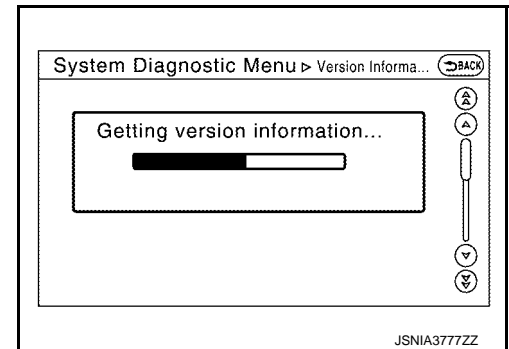 System Diagnostic Menu ▷ Version Informa... BACK
Getting version information...
JSNIA3777ZZ